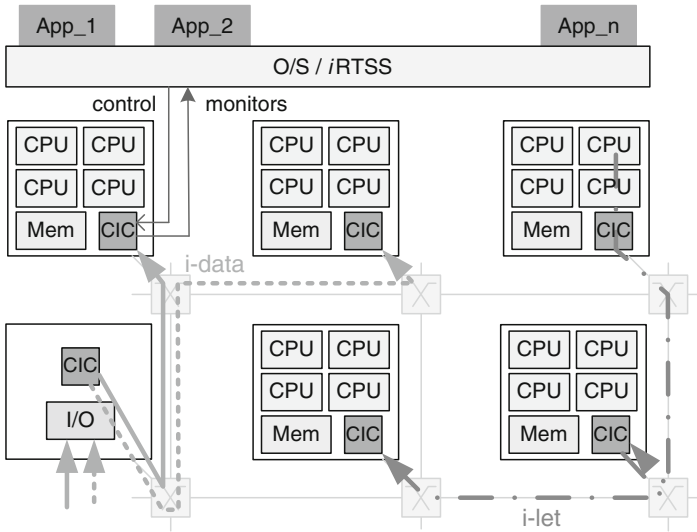 App_1 App_2 App_n
O/S / iRTSS
control monitors
CPU CPU CPU CPU CPU CPU
CPU CPU CPU CPU CPU CPU
Mem CIC Mem CIC Mem CIC
i-data
CIC CPU CPU CPU CPU
CPU CPU CPU CPU
I/O Mem CIC Mem CIC
i-let